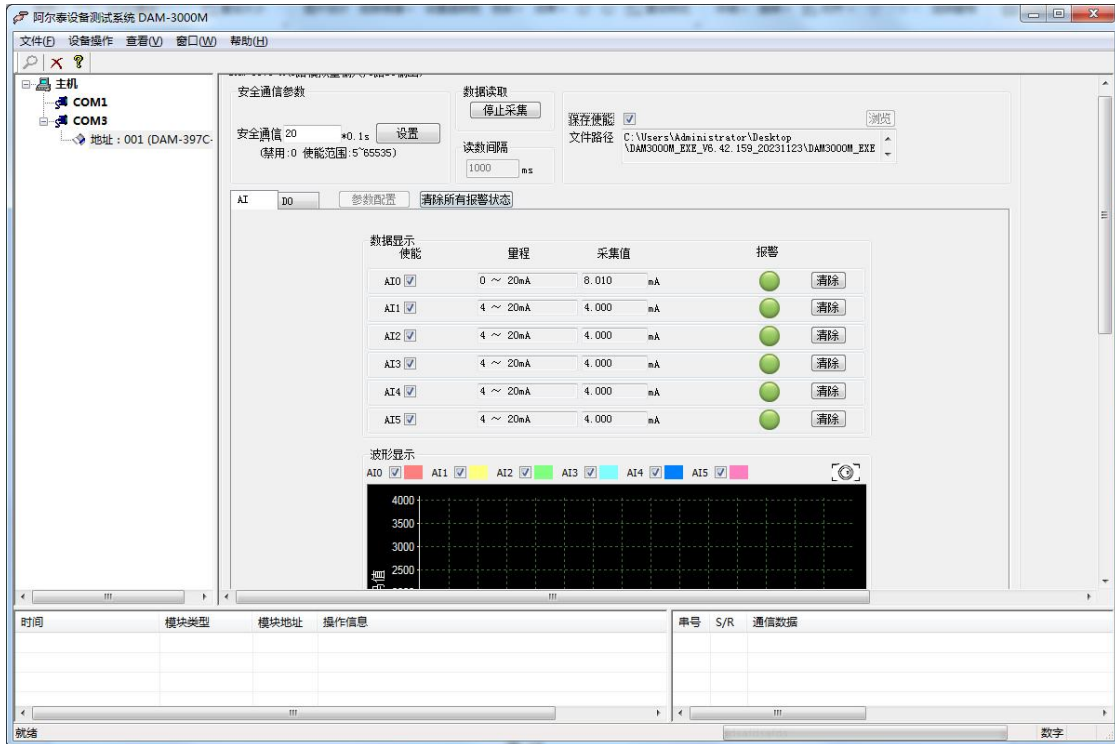 阿尔泰设备测试系统 DAM-3000M
文件(F) 设备操作 查看(V) 窗口(W) 帮助(H)
主机
COM1
COM3
地址：001 (DAM-397C-
安全通信参数
安全通信 20 *0.1s 设置
(禁用:0 使能范围:5~65535)
数据读取
停止采集
读数间隔
1000 ms
保存使能 浏览
文件路径 C:\Users\Administrator\Desktop
\DAM3000M_EXE_V6.42.159_20231123\DAM3000M_EXE
AI DO 参数配置 清除所有报警状态
数据显示
使能 量程 采集值 报警
AI0 0 ～ 20mA 8.010 mA 清除
AI1 4 ～ 20mA 4.000 mA 清除
AI2 4 ～ 20mA 4.000 mA 清除
AI3 4 ～ 20mA 4.000 mA 清除
AI4 4 ～ 20mA 4.000 mA 清除
AI5 4 ～ 20mA 4.000 mA 清除
波形显示
AI0 AI1 AI2 AI3 AI4 AI5
4000
3500
3000
2500
时间 模块类型 模块地址 操作信息
串号 S/R 通信数据
就绪 数字